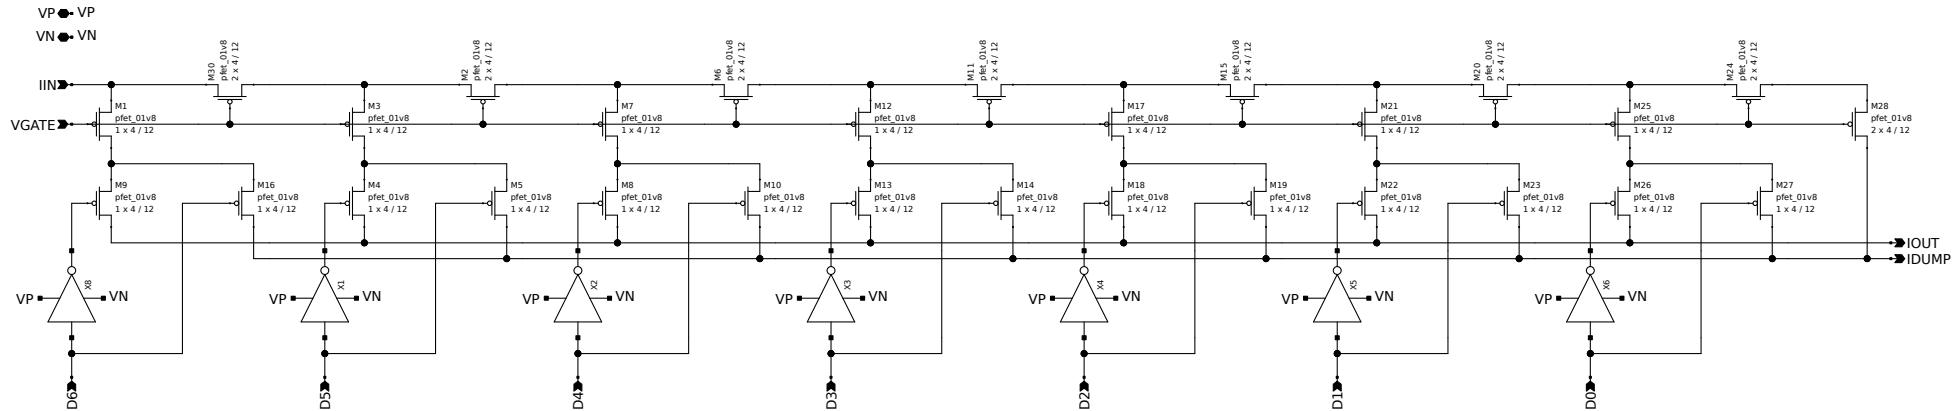 VP VP
VN VN
M30
pfet_01v8
2 x 4 / 12
M2
pfet_01v8
2 x 4 / 12
M6
pfet_01v8
2 x 4 / 12
M11
pfet_01v8
2 x 4 / 12
M15
pfet_01v8
2 x 4 / 12
M20
pfet_01v8
2 x 4 / 12
M24
pfet_01v8
2 x 4 / 12
IIN
VGATE
M1
pfet_01v8
1 x 4 / 12
M3
pfet_01v8
1 x 4 / 12
M7
pfet_01v8
1 x 4 / 12
M12
pfet_01v8
1 x 4 / 12
M17
pfet_01v8
1 x 4 / 12
M21
pfet_01v8
1 x 4 / 12
M25
pfet_01v8
1 x 4 / 12
M28
pfet_01v8
2 x 4 / 12
M9
pfet_01v8
1 x 4 / 12
M16
pfet_01v8
1 x 4 / 12
M4
pfet_01v8
1 x 4 / 12
M5
pfet_01v8
1 x 4 / 12
M8
pfet_01v8
1 x 4 / 12
M10
pfet_01v8
1 x 4 / 12
M13
pfet_01v8
1 x 4 / 12
M14
pfet_01v8
1 x 4 / 12
M18
pfet_01v8
1 x 4 / 12
M19
pfet_01v8
1 x 4 / 12
M22
pfet_01v8
1 x 4 / 12
M23
pfet_01v8
1 x 4 / 12
M26
pfet_01v8
1 x 4 / 12
M27
pfet_01v8
1 x 4 / 12
IOUT
IDUMP
VP X8 VN
VP X1 VN
VP X2 VN
VP X3 VN
VP X4 VN
VP X5 VN
VP X6 VN
D6
D5
D4
D3
D2
D1
D0